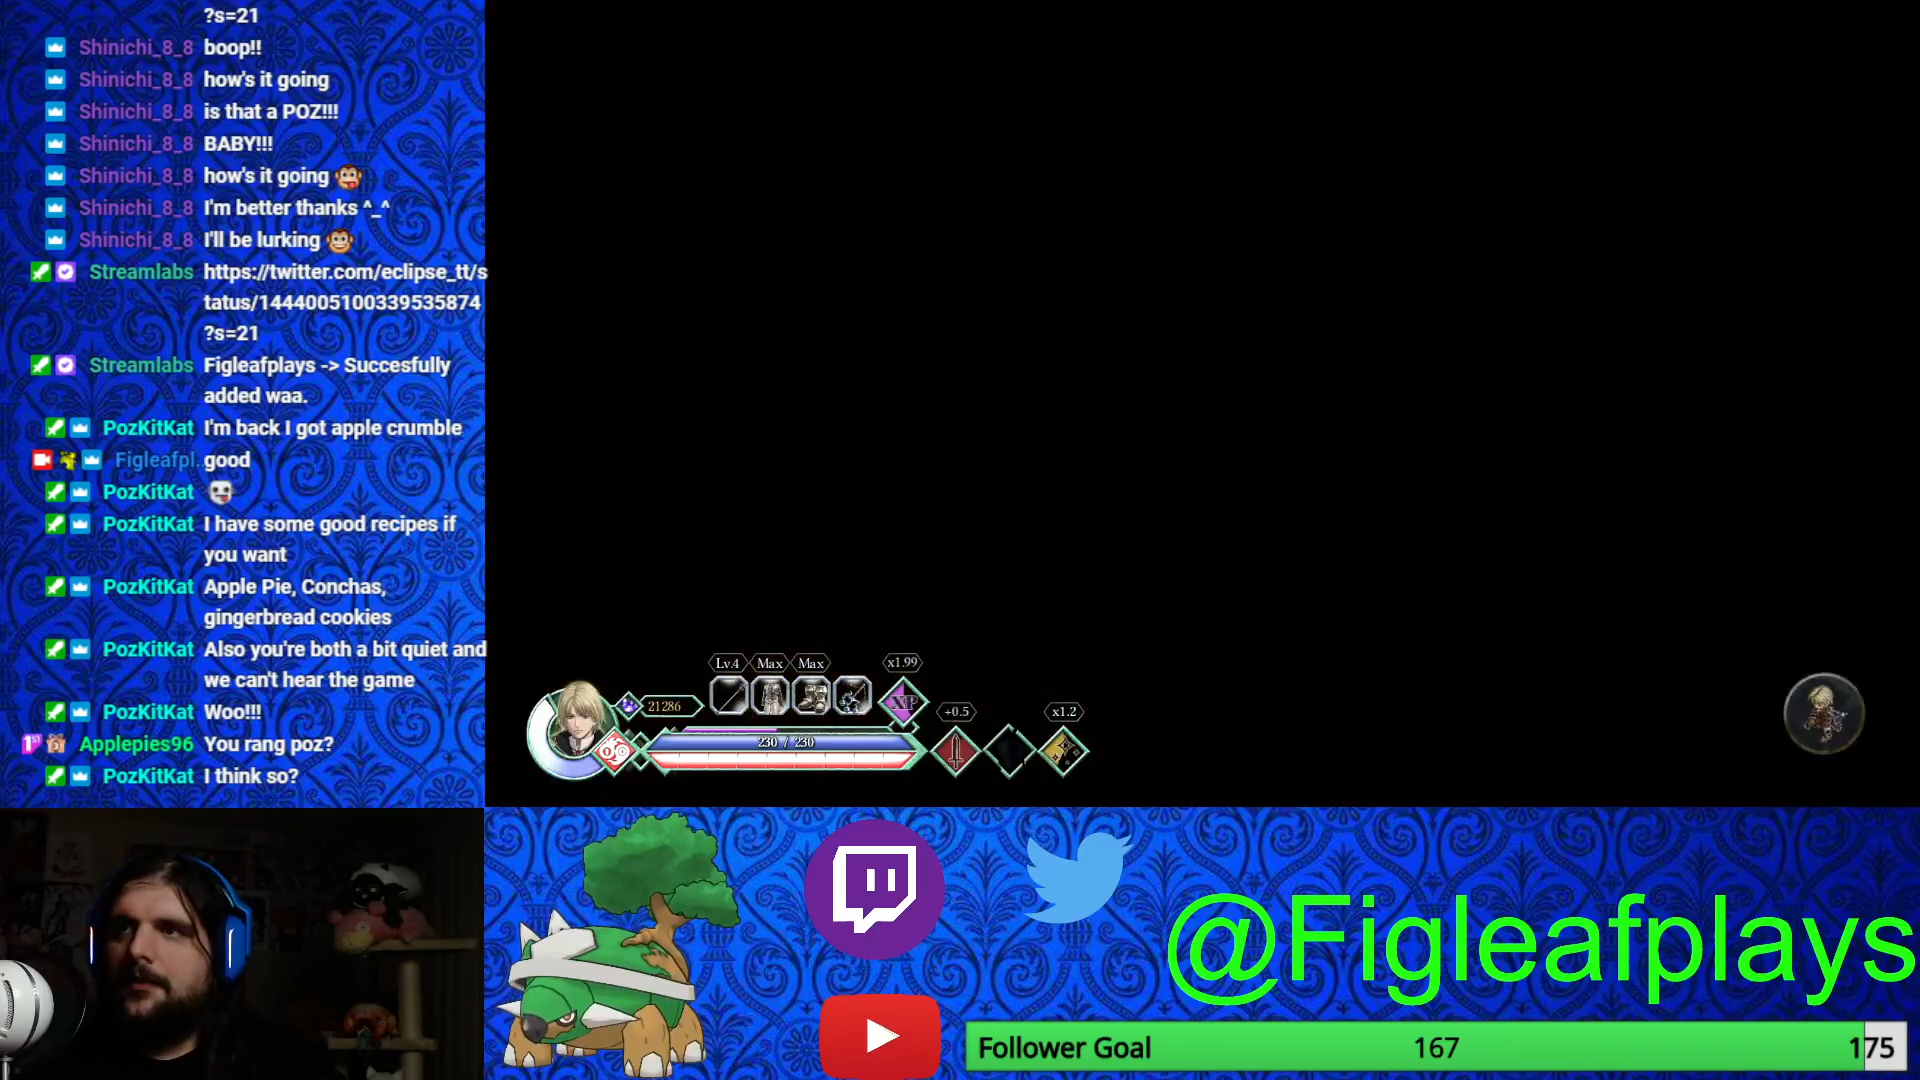 ?s=21
Shinichi_8_8 boop!!
Shinichi_8_8 how's it going
Shinichi_8_8 is that a POZ!!!
Shinichi_8_8 BABY!!!
Shinichi_8_8 how's it going
Shinichi_8_8 I'm better thanks ^_^
Shinichi_8_8 I'll be lurking
Streamlabs https://twitter.com/eclipse_tt/s
tatus/1444005100339535874
?s=21
Streamlabs Figleafplays -> Succesfully
added waa.
PozKitKat I'm back I got apple crumble
Figleafpl.. good
PozKitKat
PozKitKat I have some good recipes if
you want
PozKitKat Apple Pie, Conchas,
gingerbread cookies
PozKitKat Also you're both a bit quiet and
we can't hear the game
PozKitKat Woo!!!
Applepies96 You rang poz?
PozKitKat I think so?
Lv.4 Max Max x1.99
XP
21286
+0.5 x1.2
230 / 230
@Figleafplays
Follower Goal 167 175